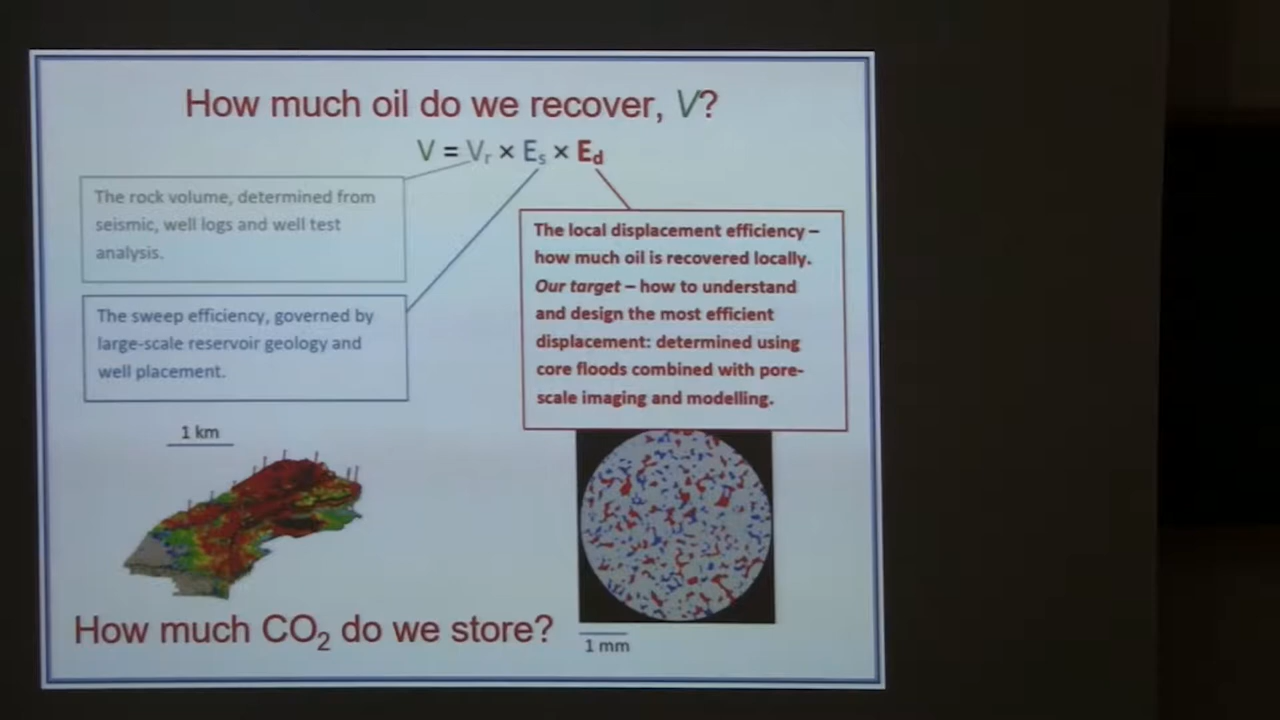 How much oil do we recover, V?
V = Vr × Es × Ed
The rock volume, determined from
seismic, well logs and well test
analysis.
The sweep efficiency, governed by
large-scale reservoir geology and
well placement.
The local displacement efficiency –
how much oil is recovered locally.
Our target – how to understand
and design the most efficient
displacement: determined using
core floods combined with pore-
scale imaging and modelling.
1 km
How much CO2 do we store?
1 mm